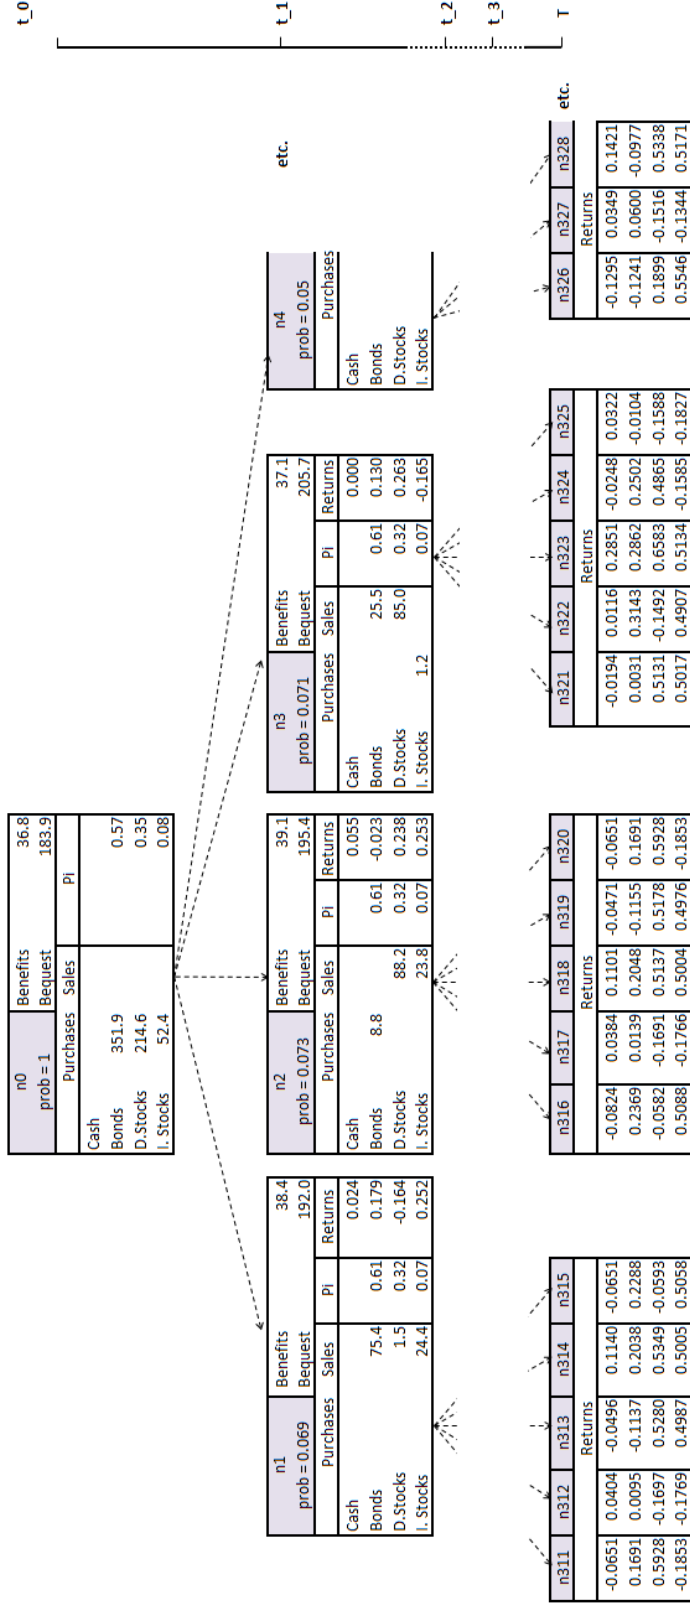 n0 Benefits 36.8 t_0
prob = 1 Bequest 183.9
Purchases Sales Pi
Cash
Bonds 351.9 0.57
D.Stocks 214.6 0.35
I. Stocks 52.4 0.08
n1 Benefits 38.4
prob = 0.069 Bequest 192.0
Purchases Sales Pi Returns
Cash 0.024
Bonds 75.4 0.61 0.179
D.Stocks 1.5 0.32 -0.164
I. Stocks 24.4 0.07 0.252
n2 Benefits 39.1
prob = 0.073 Bequest 195.4
Purchases Sales Pi Returns
Cash 0.055
Bonds 8.8 0.61 -0.023
D.Stocks 88.2 0.32 0.238
I. Stocks 23.8 0.07 0.253
n3 Benefits 37.1
prob = 0.071 Bequest 205.7
Purchases Sales Pi Returns
Cash 0.000
Bonds 25.5 0.61 0.130
D.Stocks 85.0 0.32 0.263
I. Stocks 1.2 0.07 -0.165
n4
prob = 0.05
Purchases
Cash
Bonds
D.Stocks
I. Stocks
etc.
t_1
t_2
t_3
n311 n312 n313 n314 n315
Returns
-0.0651 0.0404 -0.0496 0.1140 -0.0651
0.1691 0.0095 -0.1137 0.2038 0.2288
0.5928 -0.1697 0.5280 0.5349 -0.0593
-0.1853 -0.1769 0.4987 0.5005 0.5058
n316 n317 n318 n319 n320
Returns
-0.0824 0.0384 0.1101 -0.0471 -0.0651
0.2369 0.0139 0.2048 -0.1155 0.1691
-0.0582 -0.1691 0.5137 0.5178 0.5928
0.5088 -0.1766 0.5004 0.4976 -0.1853
n321 n322 n323 n324 n325
Returns
-0.0194 0.0116 0.2851 -0.0248 0.0322
0.0031 0.3143 0.2862 0.2502 -0.0104
0.5131 -0.1492 0.6583 0.4865 -0.1588
0.5017 0.4907 0.5134 -0.1585 -0.1827
n326 n327 n328
Returns
-0.1295 0.0349 0.1421
-0.1241 0.0600 -0.0977
0.1899 -0.1516 0.5338
0.5546 -0.1344 0.5171
etc.
T